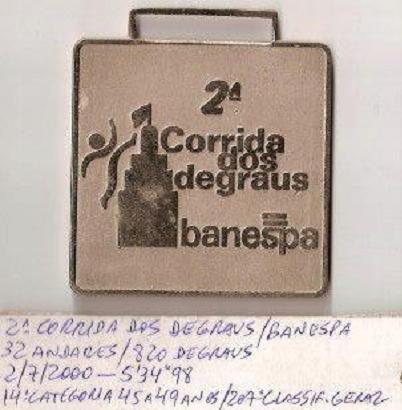 2ª
Corrida
dos
degraus
banespa
2ª CORRIDA DOS DEGRAUS/BANESPA
32 ANDARES/820 DEGRAUS
2/7/2000 — 5'34"98
14ª CATEGORIA 45 A 49 ANOS/207ª CLASSIF. GERAL